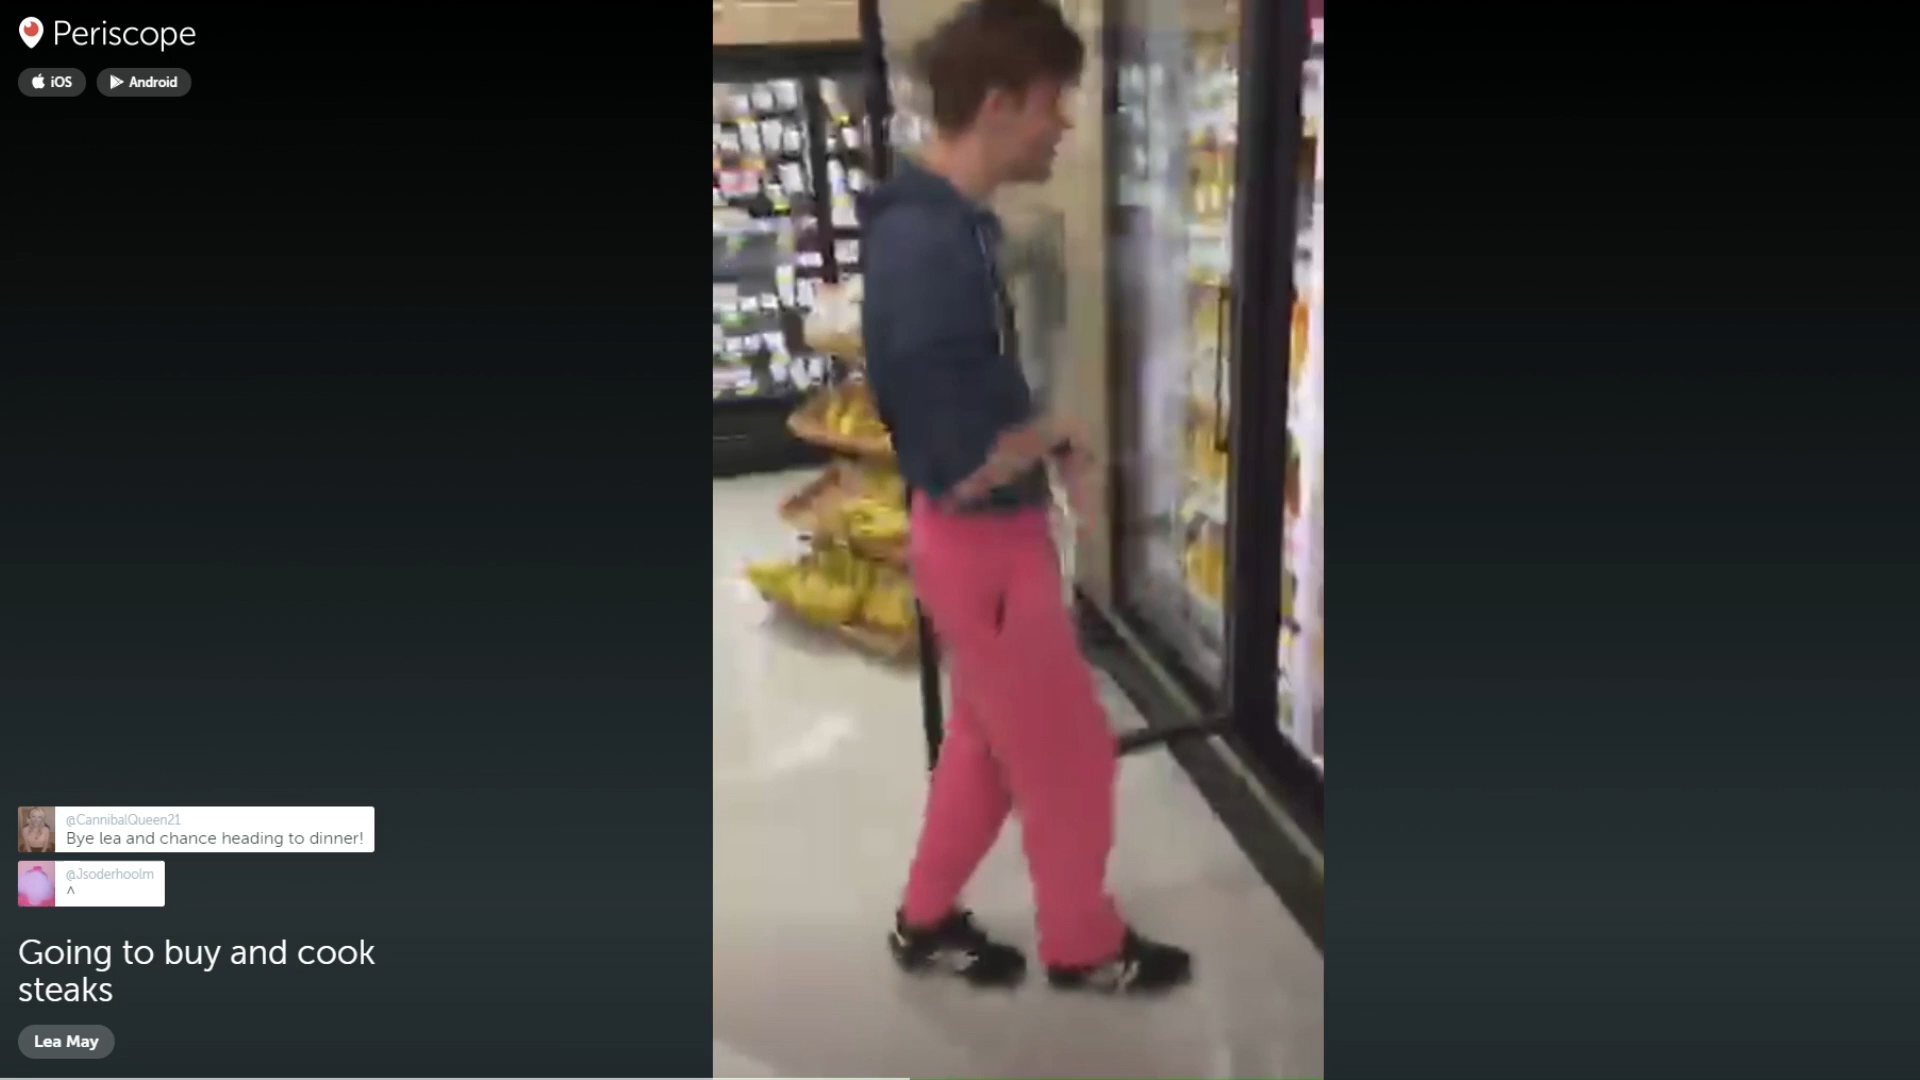 Periscope
iOS
Android
@CannibalQueen21
Bye lea and chance heading to dinner!
@Jsoderhoolm
^
Going to buy and cook
steaks
Lea May